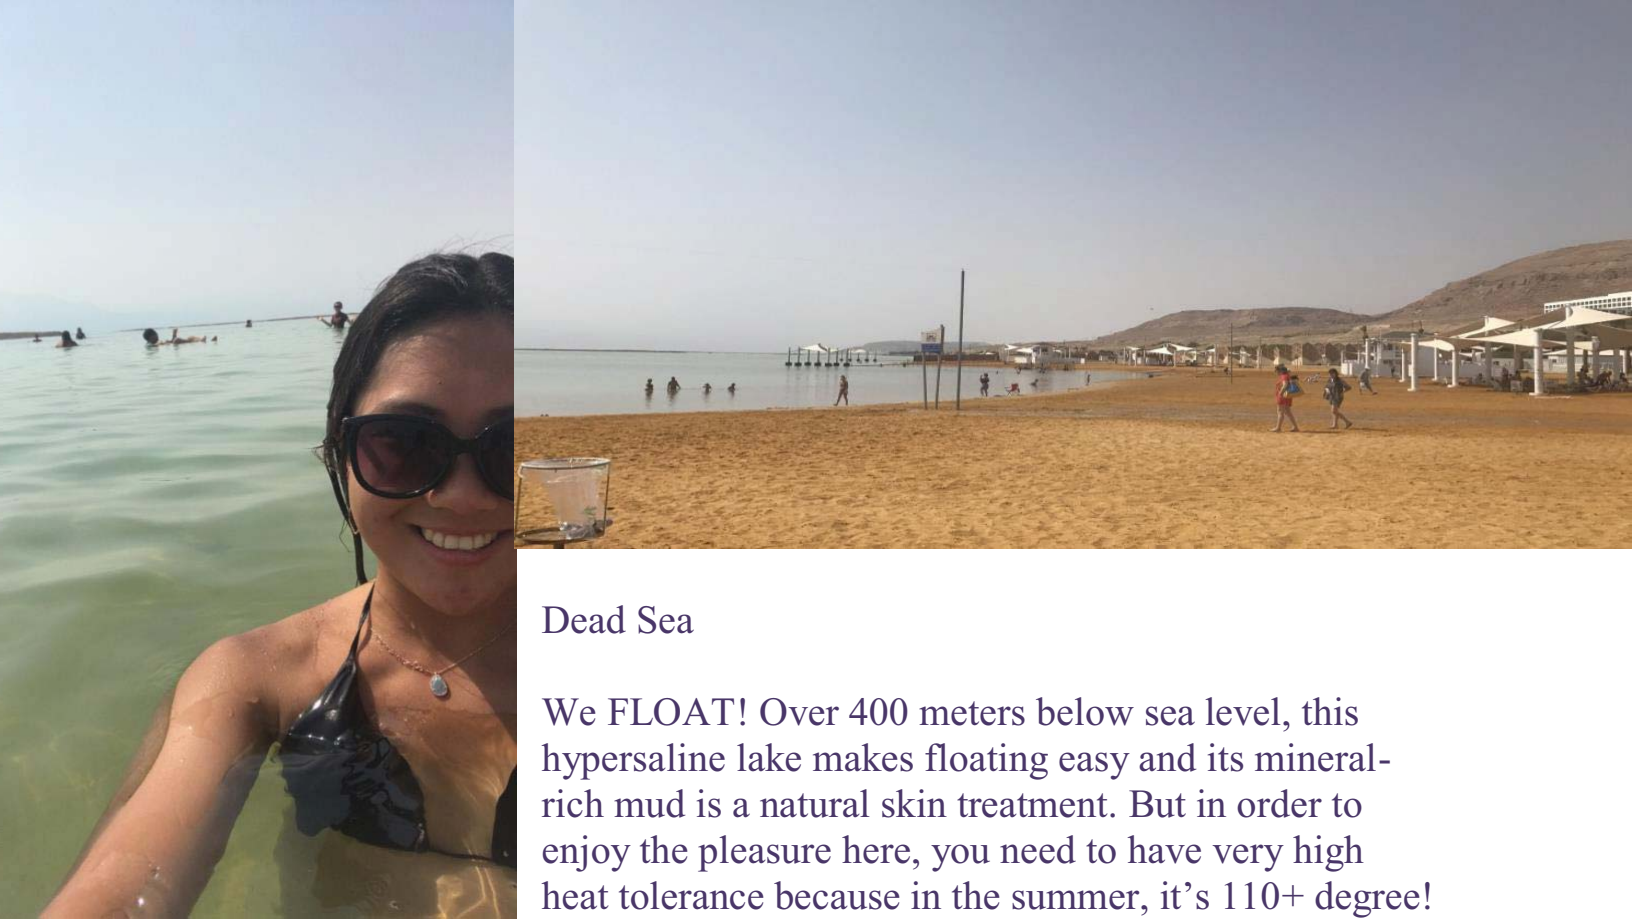 Dead Sea
We FLOAT! Over 400 meters below sea level, this
hypersaline lake makes floating easy and its mineral-
rich mud is a natural skin treatment. But in order to
enjoy the pleasure here, you need to have very high
heat tolerance because in the summer, it’s 110+ degree!